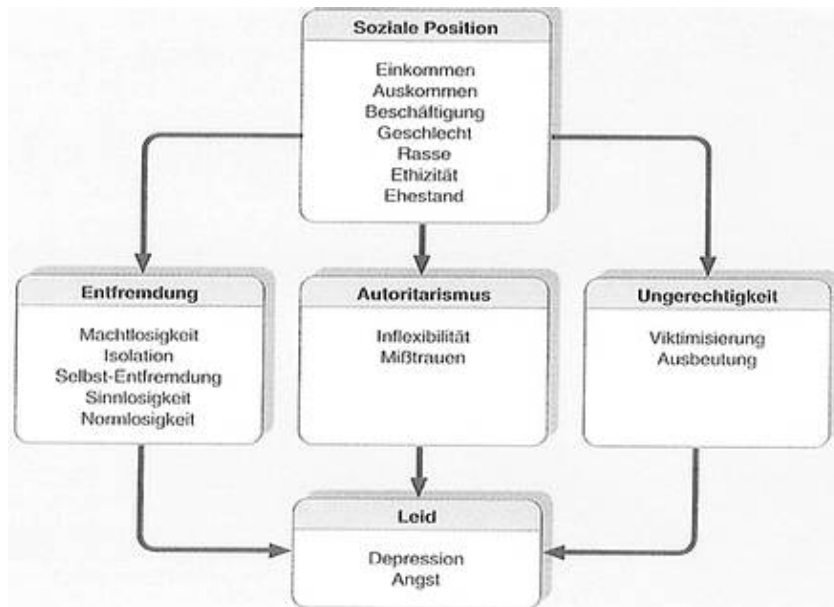 Soziale Position
Einkommen
Auskommen
Beschäftigung
Geschlecht
Rasse
Ethizität
Ehestand
Entfremdung
Machtlosigkeit
Isolation
Selbst-Entfremdung
Sinnlosigkeit
Normlosigkeit
Autoritarismus
Inflexibilität
Mißtrauen
Ungerechtigkeit
Viktimisierung
Ausbeutung
Leid
Depression
Angst